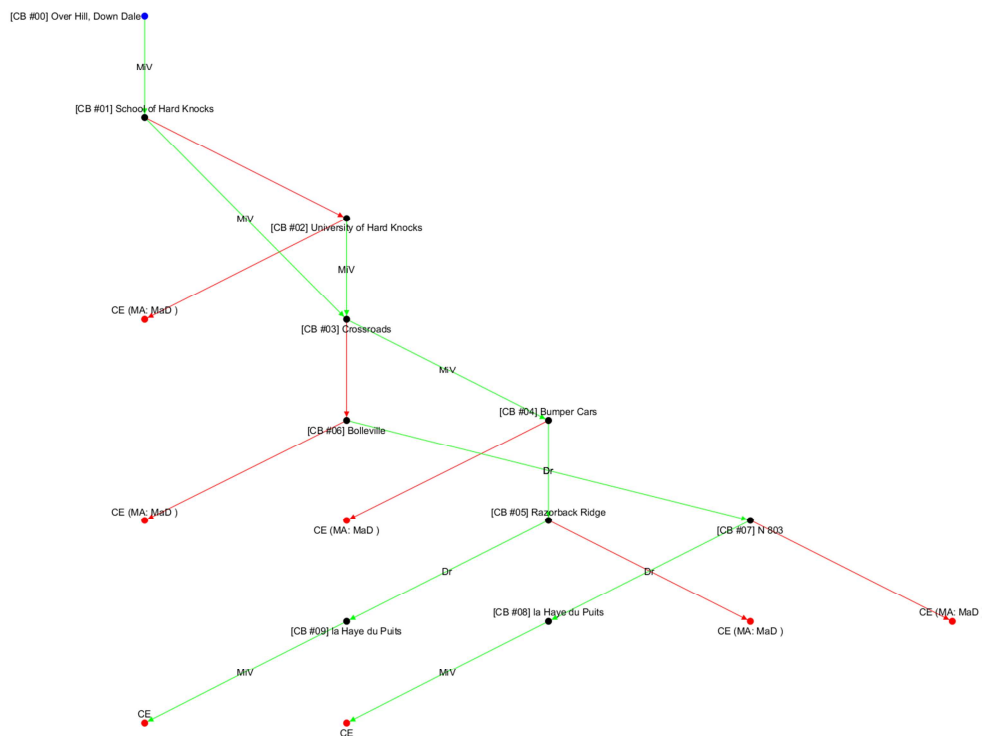 [CB #00] Over Hill, Down Dale
MiV
[CB #01] School of Hard Knocks
MiV
[CB #02] University of Hard Knocks
MiV
CE (MA: MaD )
[CB #03] Crossroads
MiV
[CB #04] Bumper Cars
[CB #06] Bolleville
Dr
CE (MA: MaD )
CE (MA: MaD )
[CB #05] Razorback Ridge
[CB #07] N 803
Dr
Dr
[CB #09] la Haye du Puits
[CB #08] la Haye du Puits
CE (MA: MaD )
CE (MA: MaD
MiV
MiV
CE
CE